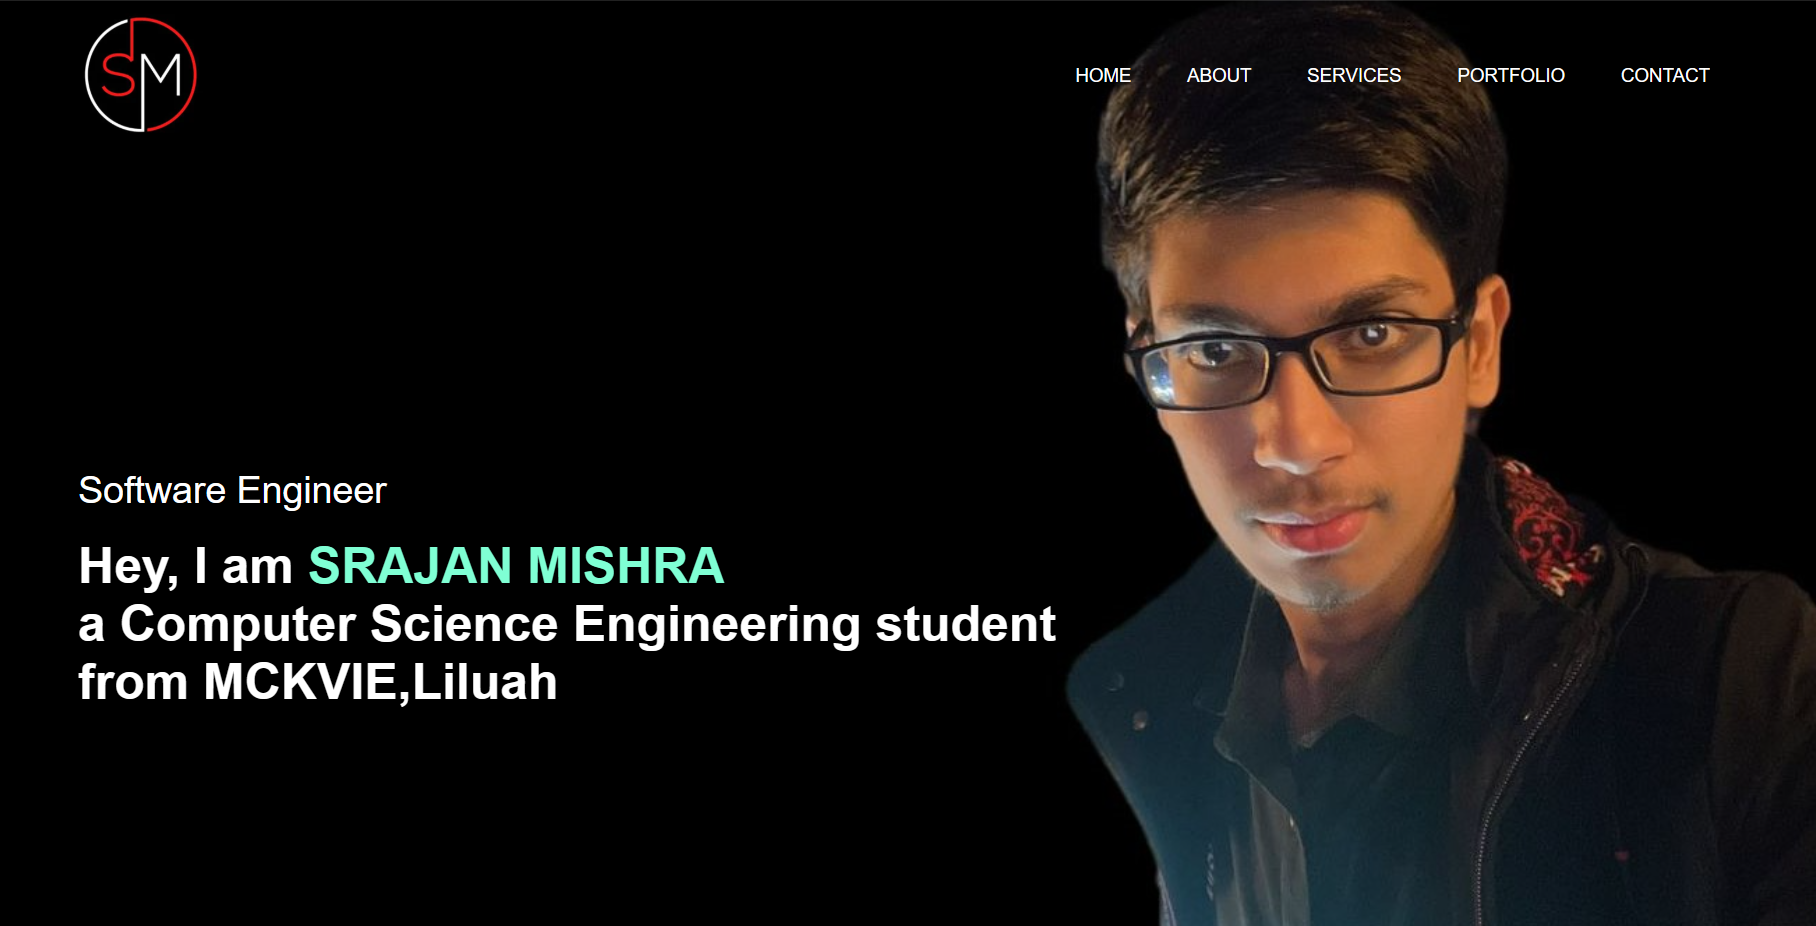 SM
HOME ABOUT SERVICES PORTFOLIO CONTACT
Software Engineer
Hey, I am SRAJAN MISHRA
a Computer Science Engineering student
from MCKVIE,Liluah